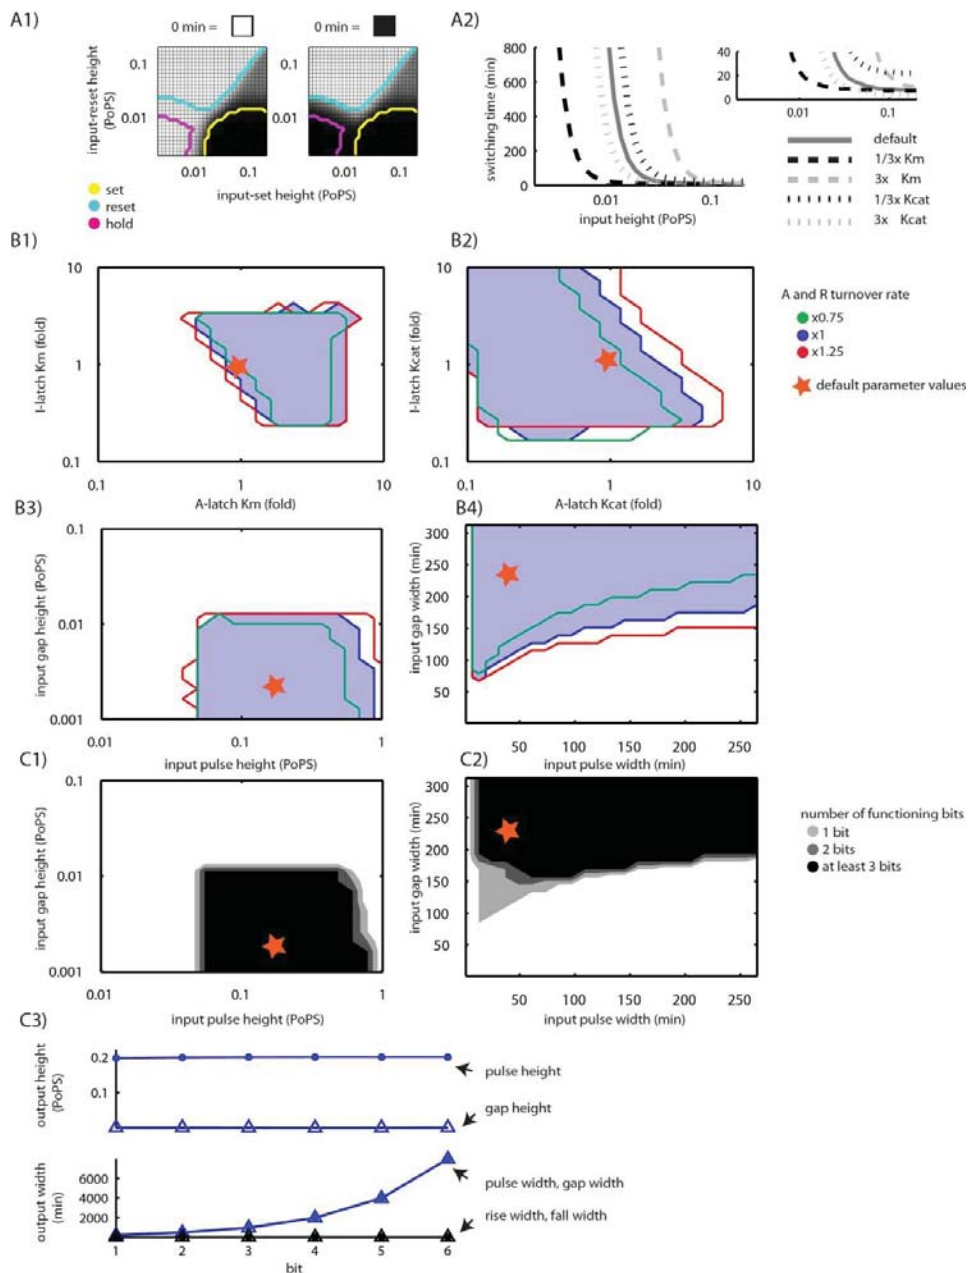 A1)
0 min =
0 min =
input-reset height
(PoPS)
0.1
0.01
0.01
0.1
0.01
0.1
input-set height (PoPS)
set
reset
hold
A2)
switching time (min)
800
600
400
200
0
0.01
0.1
input height (PoPS)
40
20
0
0.01
0.1
default
1/3x Km
3x Km
1/3x Kcat
3x Kcat
B1)
I-latch Km (fold)
10
1
0.1
0.1
1
10
A-latch Km (fold)
B2)
I-latch Kcat (fold)
10
1
0.1
0.1
1
10
A-latch Kcat (fold)
A and R turnover rate
x0.75
x1
x1.25
default parameter values
B3)
input gap height (PoPS)
0.1
0.01
0.001
0.01
0.1
1
input pulse height (PoPS)
B4)
input gap width (min)
300
250
200
150
100
50
50
100
150
200
250
input pulse width (min)
C1)
input gap height (PoPS)
0.1
0.01
0.001
0.01
0.1
1
input pulse height (PoPS)
C2)
input gap width (min)
300
250
200
150
100
50
50
100
150
200
250
input pulse width (min)
number of functioning bits
1 bit
2 bits
at least 3 bits
C3)
output height
(PoPS)
0.2
0.1
pulse height
gap height
output width
(min)
6000
4000
2000
pulse width, gap width
rise width, fall width
1
2
3
4
5
6
bit